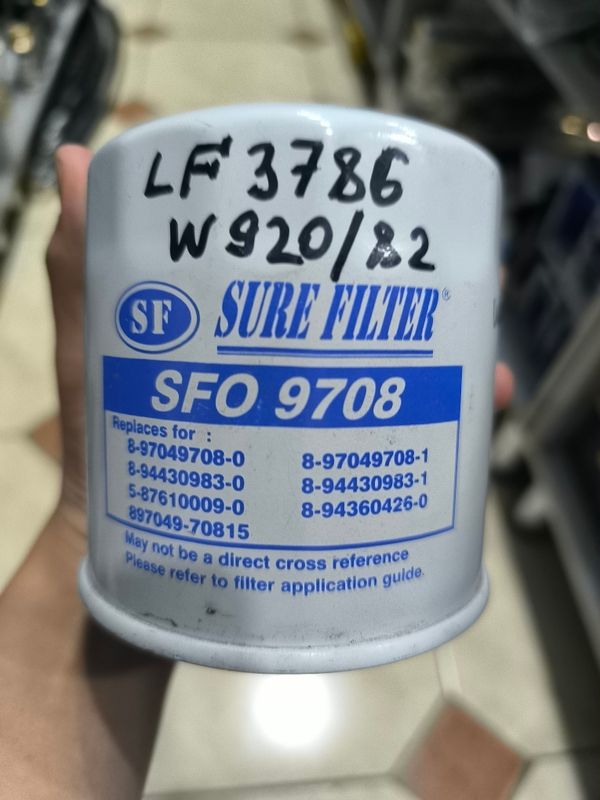 LF 3786
W 920/82
SF SURE FILTER®
SFO 9708
Replaces for :
8-97049708-0 8-97049708-1
8-94430983-0 8-94430983-1
5-87610009-0 8-94360426-0
897049-70815
May not be a direct cross reference
Please refer to filter application guide.